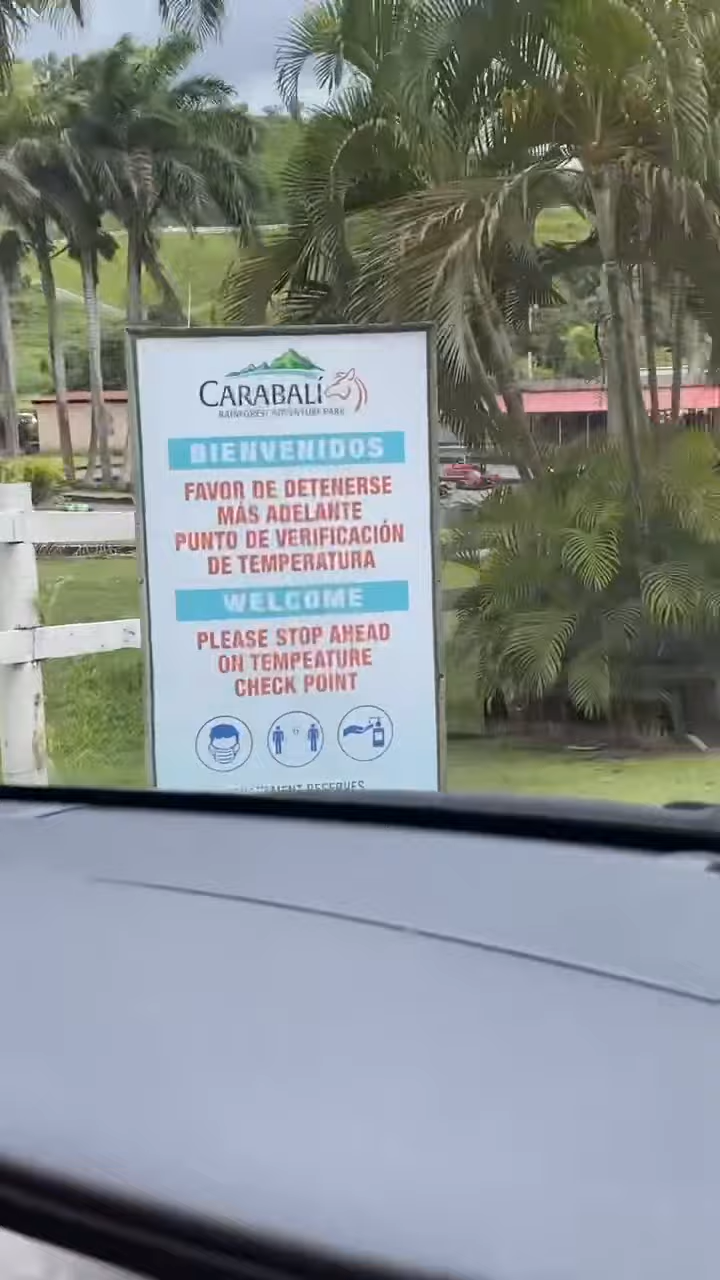 CARABALÍ
RAINFOREST ADVENTURE PARK
BIENVENIDOS
FAVOR DE DETENERSE
MÁS ADELANTE
PUNTO DE VERIFICACIÓN
DE TEMPERATURA
WELCOME
PLEASE STOP AHEAD
ON TEMPEATURE
CHECK POINT
RESERVES